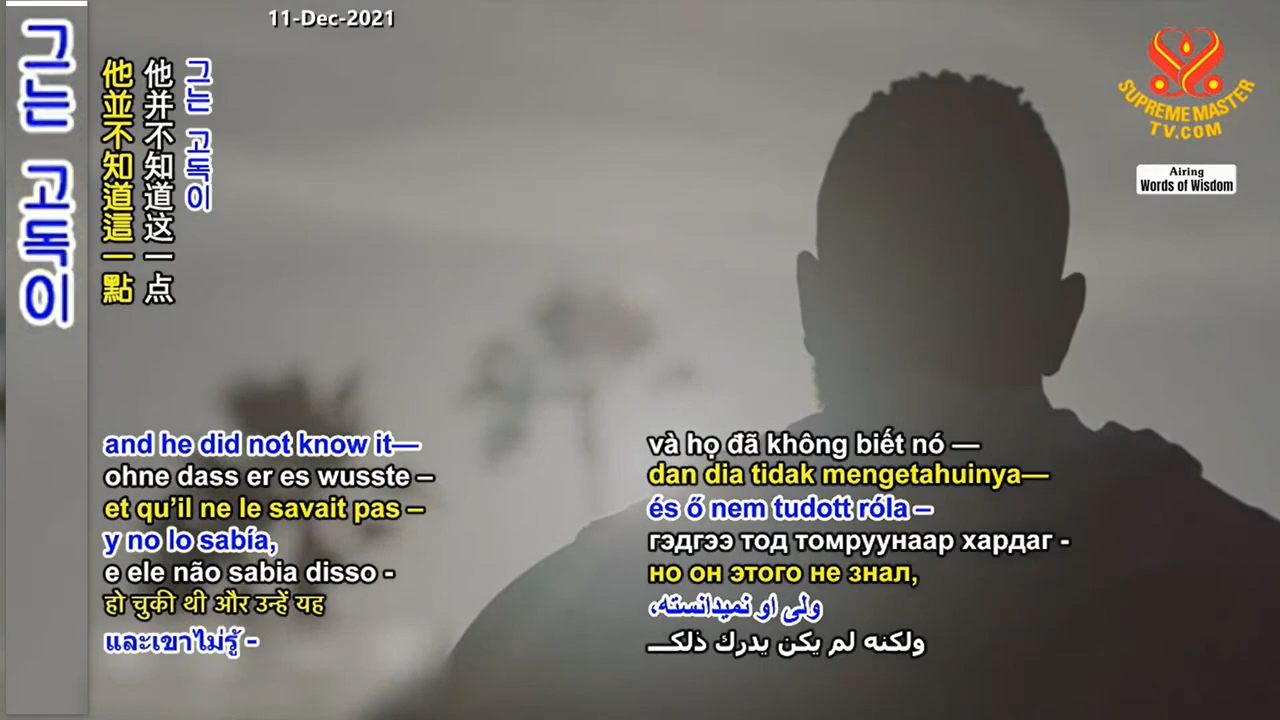 11-Dec-2021
그는 고독이
그는 고독이
他并不知道这一点
他並不知道這一點
SUPREME MASTER
TV.COM
Airing
Words of Wisdom
and he did not know it—
ohne dass er es wusste –
et qu’il ne le savait pas –
y no lo sabía,
e ele não sabia disso -
हो चुकी थी और उन्हें यह
และเขาไม่รู้ -
và họ đã không biết nó —
dan dia tidak mengetahuinya—
és ő nem tudott róla –
гэдгээ тод томруунаар хардаг -
но он этого не знал,
ولی او نمیدانسته،
ولكنه لم يكن يدرك ذلكــ